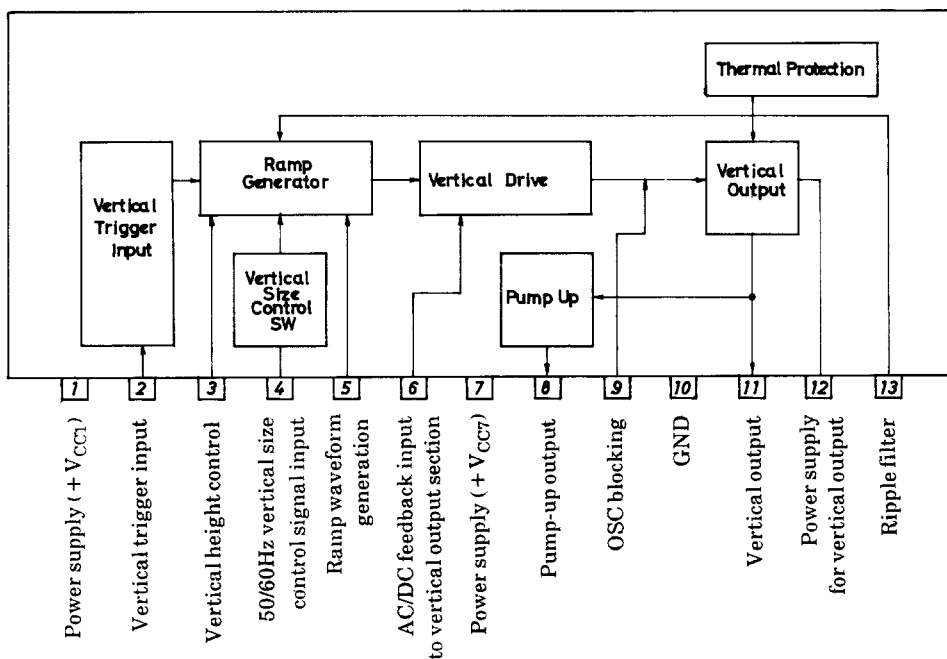 Thermal Protection
Ramp
Generator
Vertical Drive
Vertical
Output
Vertical
Trigger
Input
Vertical
Size
Control
SW
Pump Up
1
2
3
4
5
6
7
8
9
10
11
12
13
Power supply (+ VCC1)
Vertical trigger input
Vertical height control
50/60Hz vertical size
control signal input
Ramp waveform
generation
AC/DC feedback input
to vertical output section
Power supply (+ VCC7)
Pump-up output
OSC blocking
GND
Vertical output
Power supply
for vertical output
Ripple filter